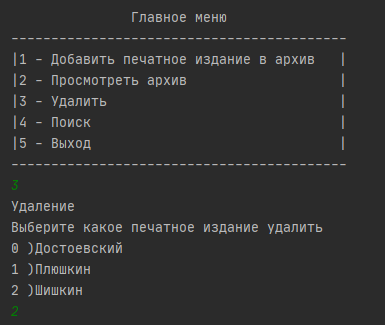 Главное меню
------------------------------------------
|1 - Добавить печатное издание в архив   |
|2 - Просмотреть архив                   |
|3 - Удалить                             |
|4 - Поиск                               |
|5 - Выход                               |
------------------------------------------
3
Удаление
Выберите какое печатное издание удалить
0 )Достоевский
1 )Плюшкин
2 )Шишкин
2